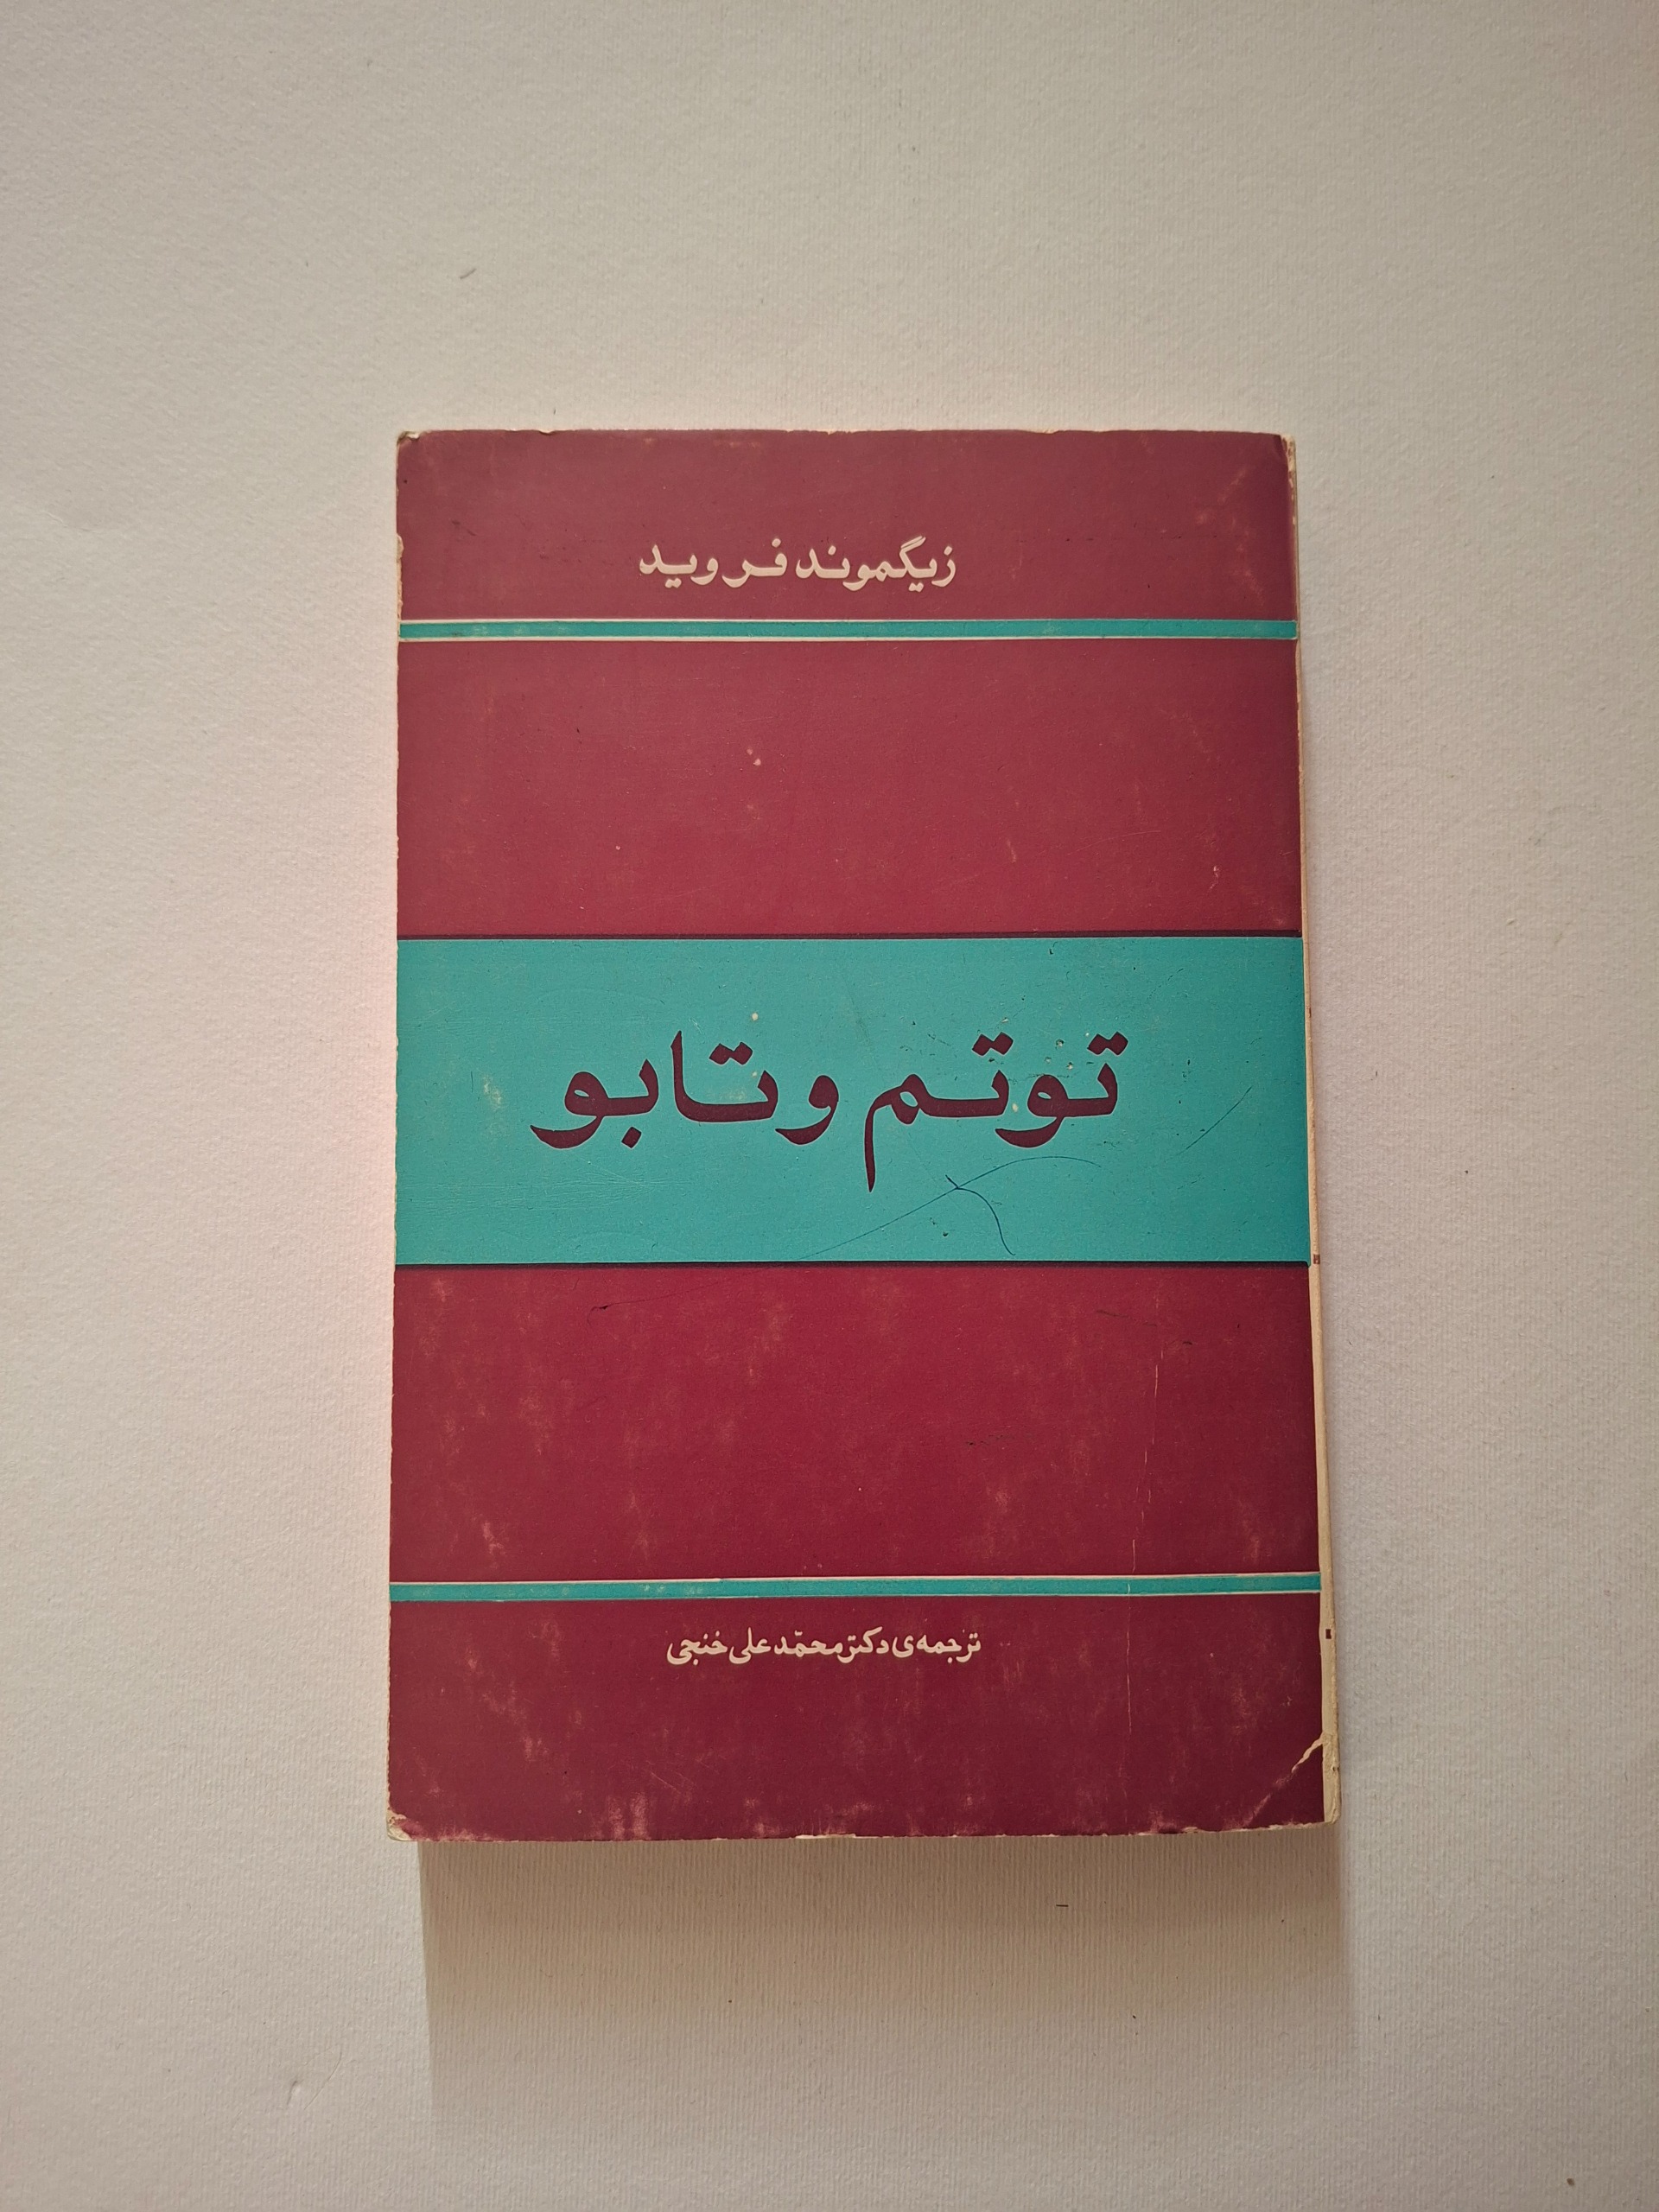 زیگموند فروید
توتم و تابو
ترجمه‌ی دکتر محمّد علی خنجی